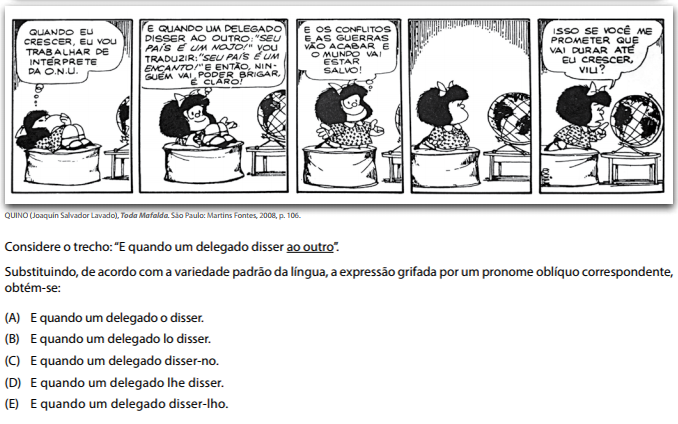 QUANDO EU
CRESCER, EU VOU
TRABALHAR DE
INTÉRPRETE
DA O.N.U.
E QUANDO UM DELEGADO
DISSER AO OUTRO: "SEU
PAÍS É UM NOJO!" VOU
TRADUZIR: "SEU PAÍS É UM
ENCANTO!" E ENTÃO, NIN-
GUÉM VAI PODER BRIGAR,
É CLARO!
E OS CONFLITOS
E AS GUERRAS
VÃO ACABAR E
O MUNDO VAI
ESTAR
SALVO!
ISSO SE VOCÊ ME
PROMETER QUE
VAI DURAR ATÉ
EU CRESCER,
VIU?
QUINO (Joaquin Salvador Lavado), Toda Mafalda. São Paulo: Martins Fontes, 2008, p. 106.
Considere o trecho: “E quando um delegado disser ao outro”.
Substituindo, de acordo com a variedade padrão da língua, a expressão grifada por um pronome oblíquo correspondente,
obtém-se:
(A) E quando um delegado o disser.
(B) E quando um delegado lo disser.
(C) E quando um delegado disser-no.
(D) E quando um delegado lhe disser.
(E) E quando um delegado disser-lho.